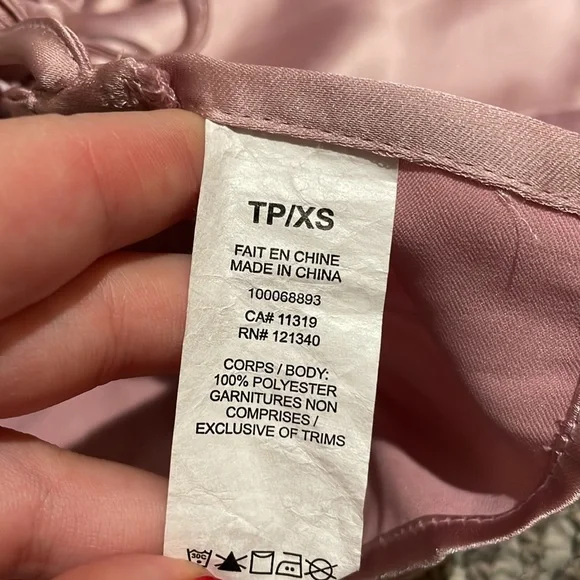 TP/XS
FAIT EN CHINE
MADE IN CHINA
100068893
CA# 11319
RN# 121340
CORPS / BODY:
100% POLYESTER
GARNITURES NON
COMPRISES /
EXCLUSIVE OF TRIMS
30C